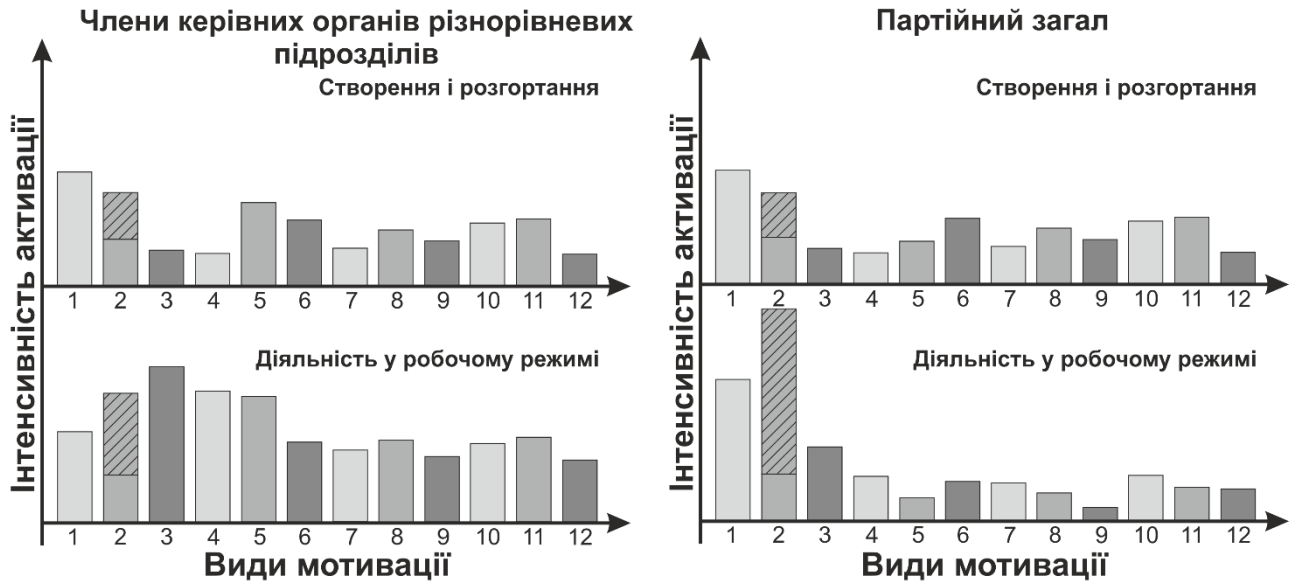 Члени керівних органів різнорівневих
підрозділів
Створення і розгортання
Інтенсивність активації
1 2 3 4 5 6 7 8 9 10 11 12
Діяльність у робочому режимі
1 2 3 4 5 6 7 8 9 10 11 12
Види мотивації
Партійний загал
Створення і розгортання
Інтенсивність активації
1 2 3 4 5 6 7 8 9 10 11 12
Діяльність у робочому режимі
1 2 3 4 5 6 7 8 9 10 11 12
Види мотивації